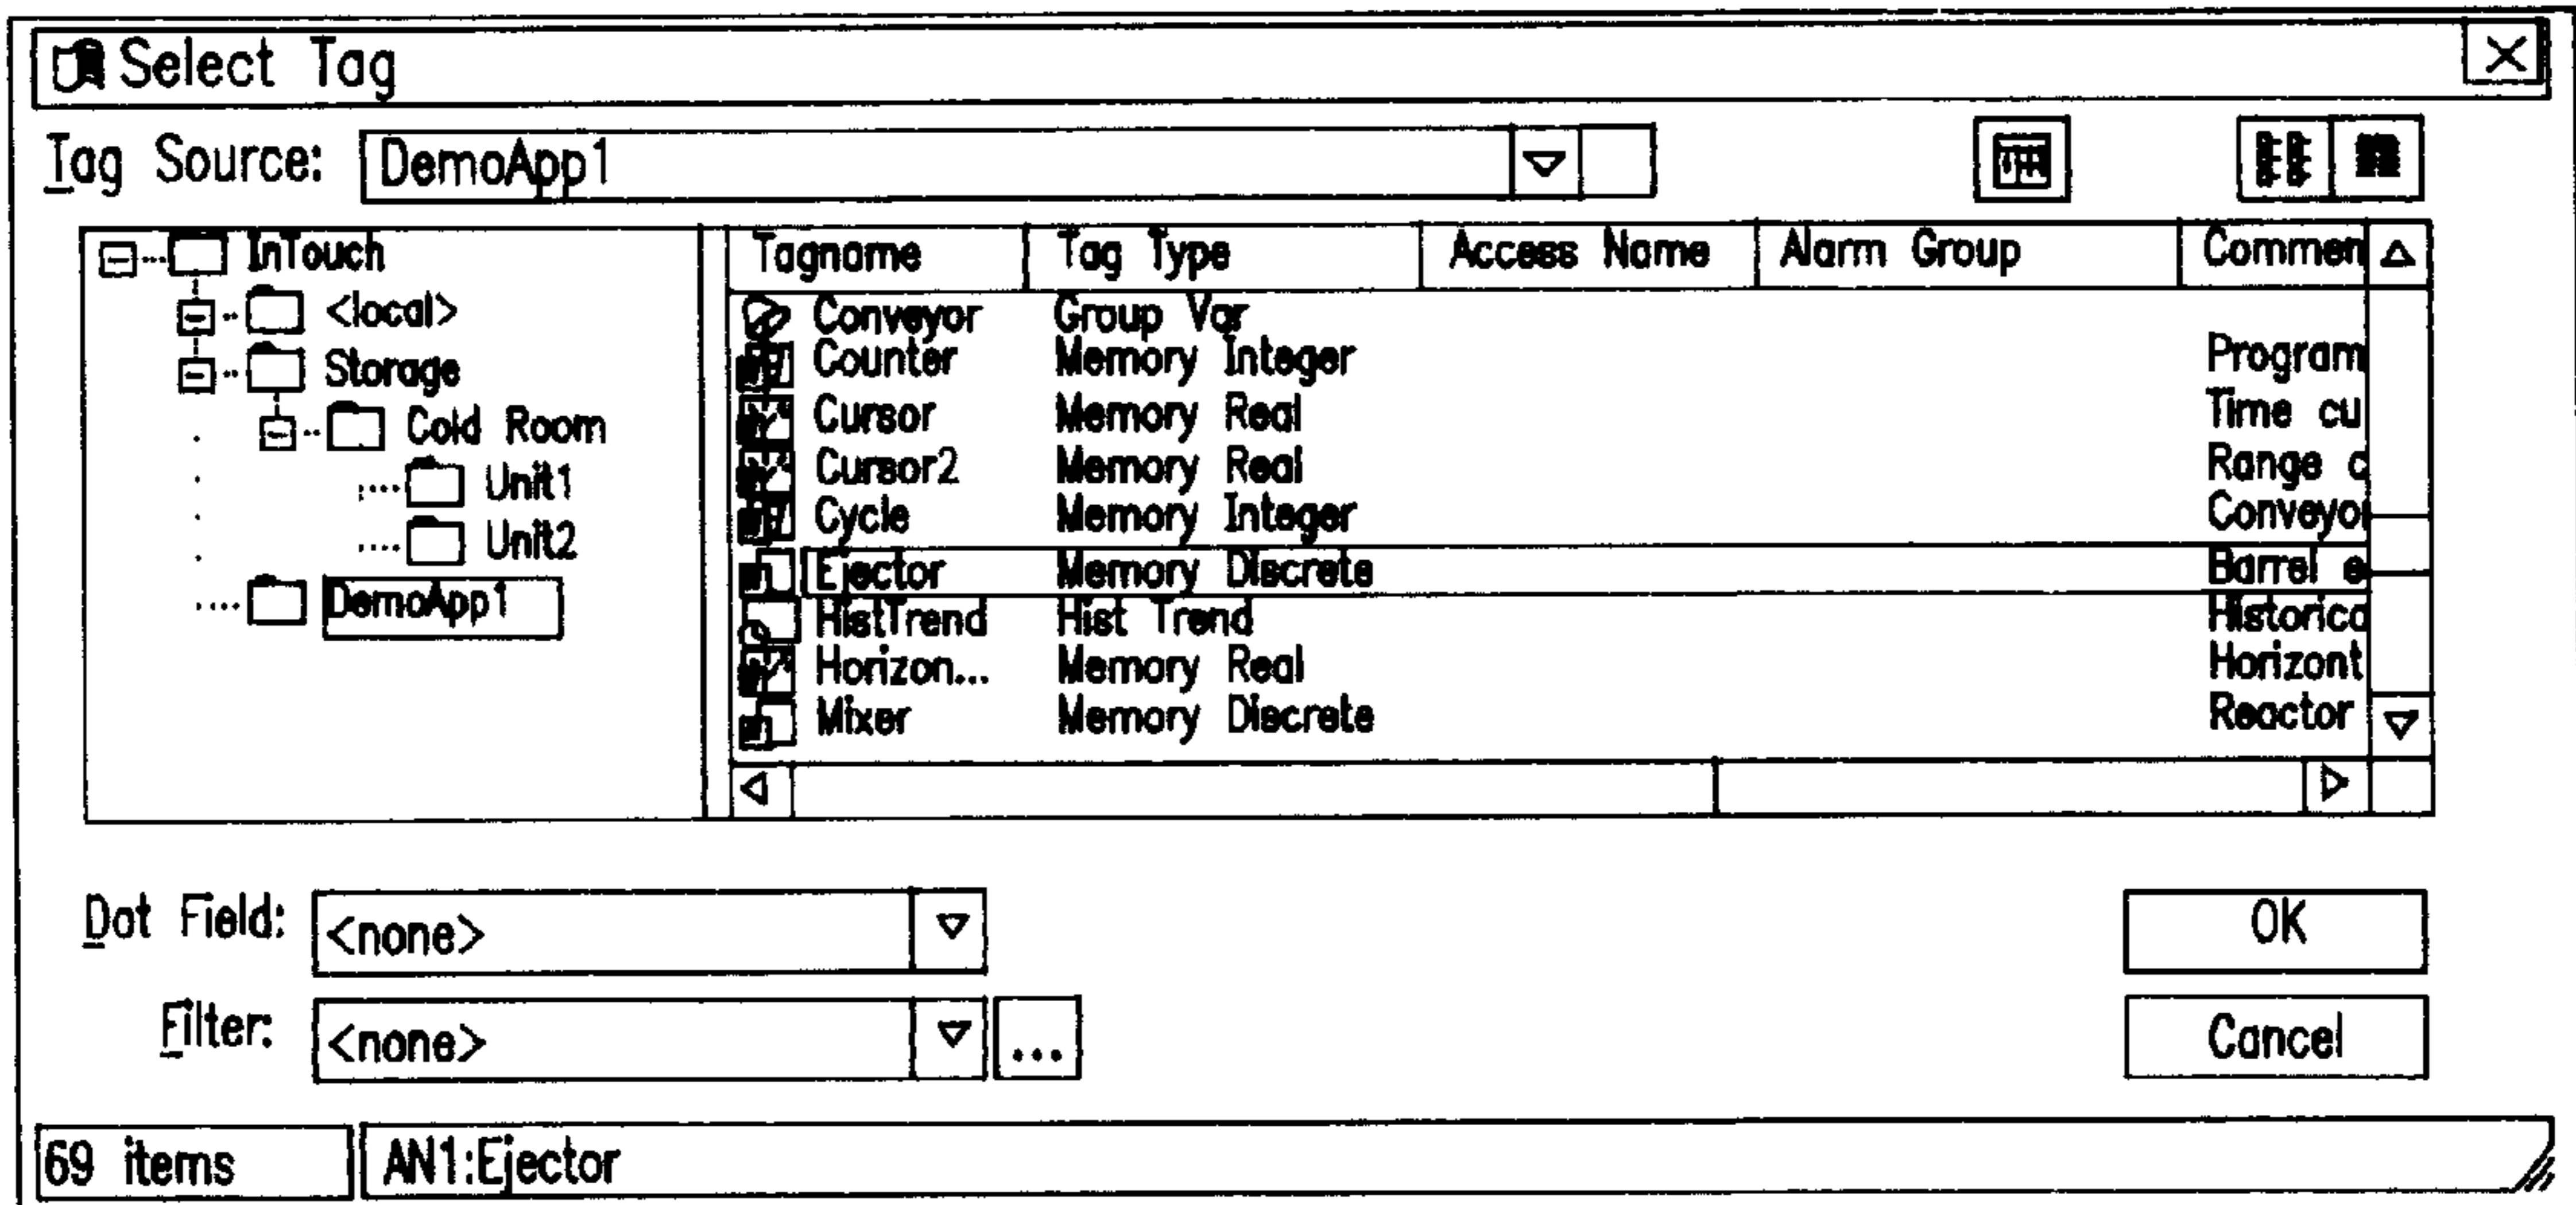 Select Tag
Tag Source: DemoApp1
InTouch
<local>
Storage
Cold Room
Unit1
Unit2
DemoApp1
Tagname Tag Type Access Name Alarm Group Commen
Conveyor Group Var
Counter Memory Integer Program
Cursor Memory Real Time cu
Cursor2 Memory Real Range c
Cycle Memory Integer Conveyor
Ejector Memory Discrete Barrel e
HistTrend Hist Trend Historica
Horizon... Memory Real Horizont
Mixer Memory Discrete Reactor
Dot Field: <none>
OK
Filter: <none> ...
Cancel
69 items AN1:Ejector